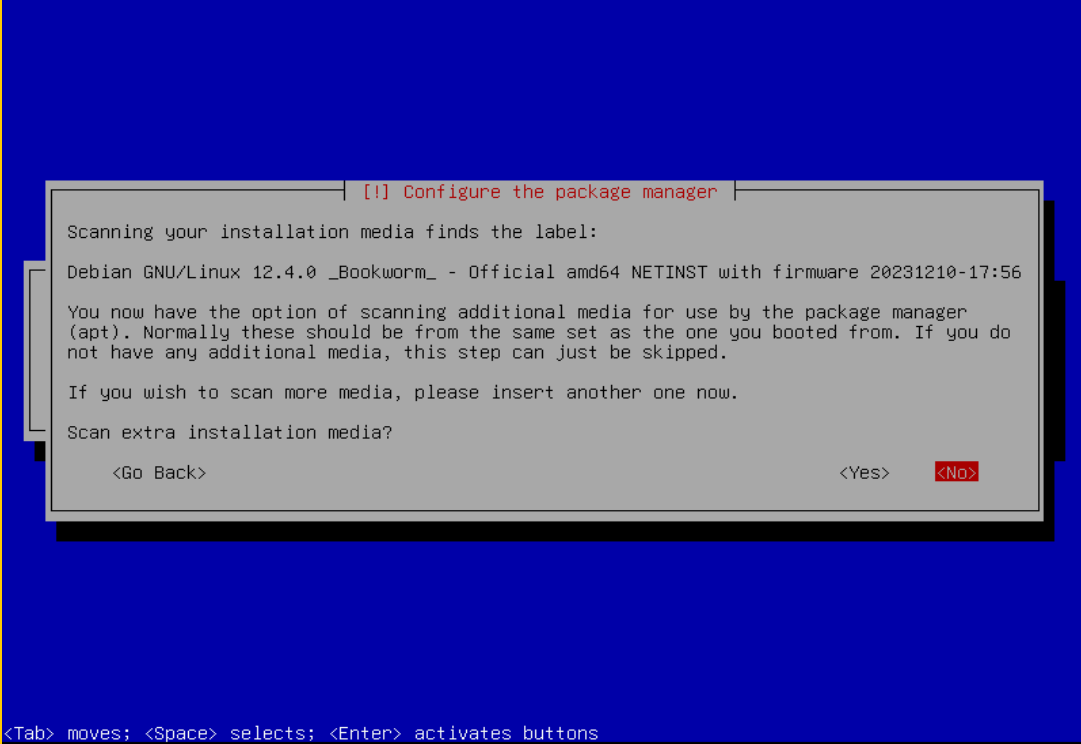 [!] Configure the package manager
Scanning your installation media finds the label:
Debian GNU/Linux 12.4.0 _Bookworm_ - Official amd64 NETINST with firmware 20231210-17:56
You now have the option of scanning additional media for use by the package manager
(apt). Normally these should be from the same set as the one you booted from. If you do
not have any additional media, this step can just be skipped.
If you wish to scan more media, please insert another one now.
Scan extra installation media?
<Go Back> <Yes> <No>
<Tab> moves; <Space> selects; <Enter> activates buttons